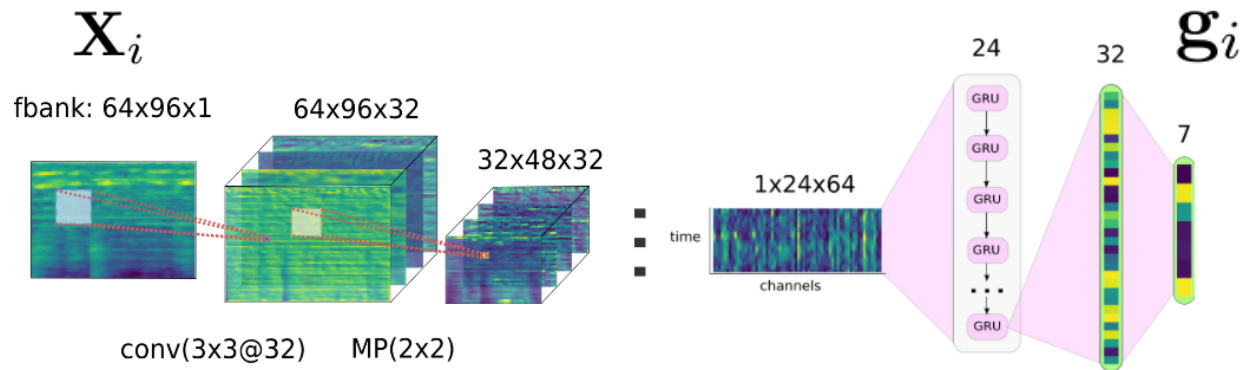 X_i
fbank: 64x96x1
64x96x32
32x48x32
conv(3x3@32)
MP(2x2)
time
1x24x64
channels
24
GRU
GRU
GRU
GRU
...
GRU
32
7
g_i